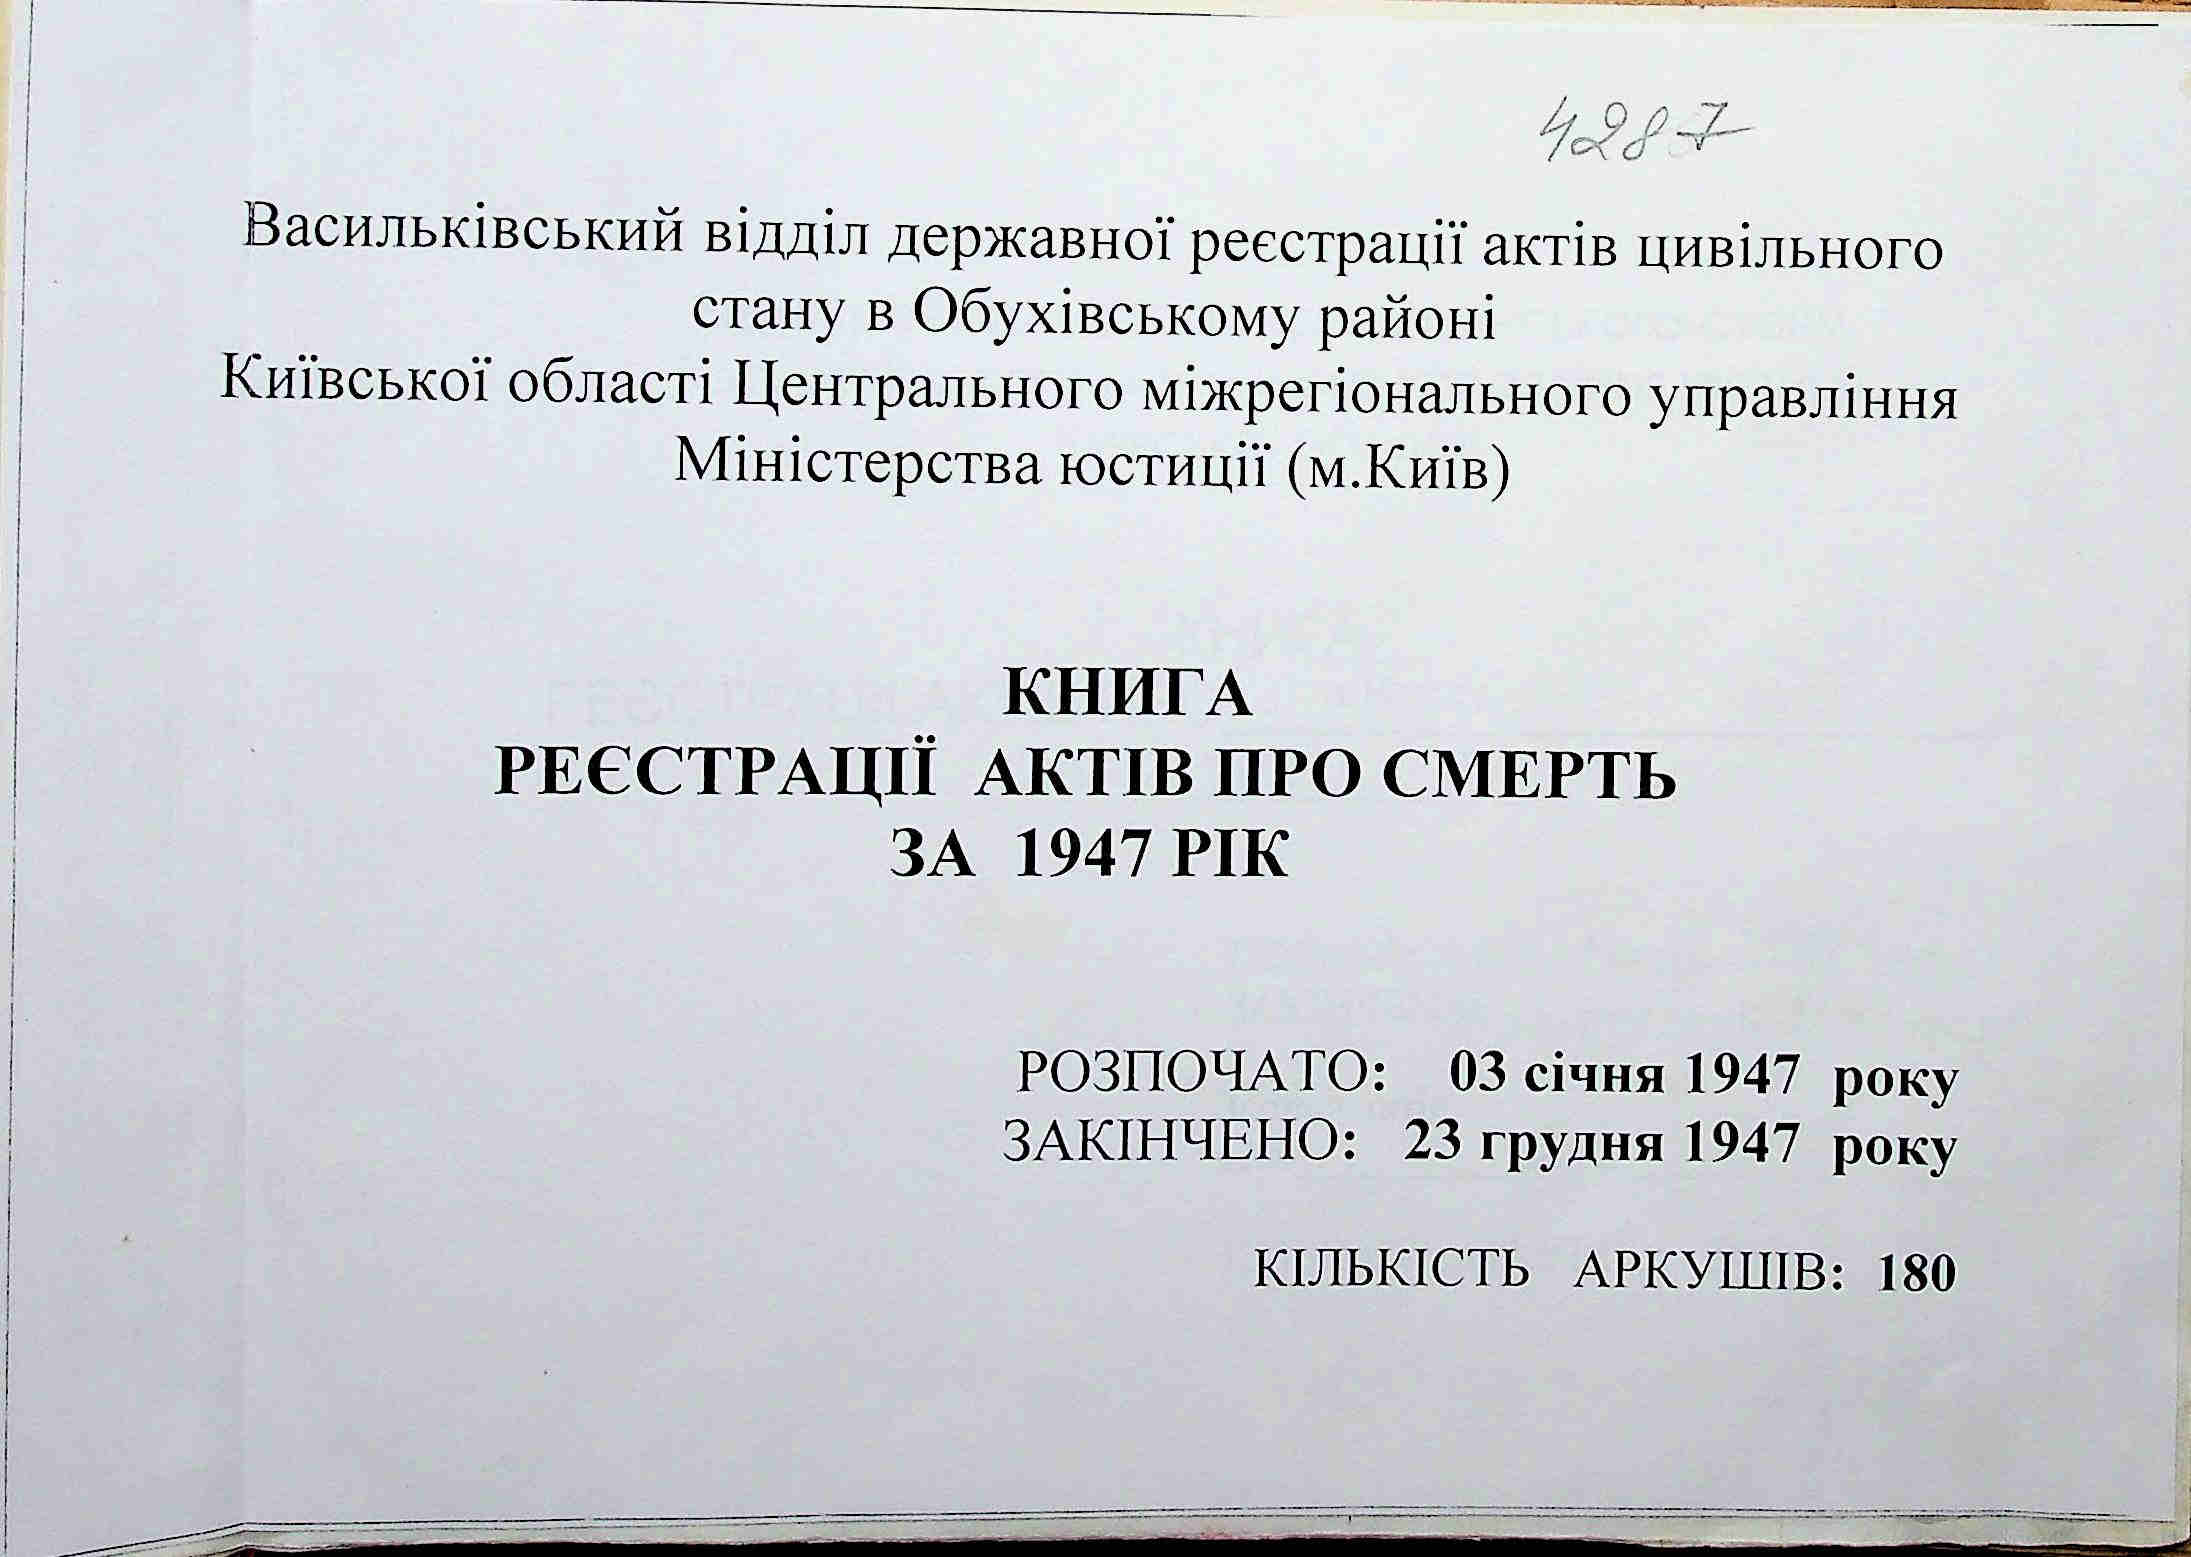 4287
Васильківський відділ державної реєстрації актів цивільного
стану в Обухівському районі
Київської області Центрального міжрегіонального управління
Міністерства юстиції (м.Київ)
КНИГА
РЕЄСТРАЦІЇ АКТІВ ПРО СМЕРТЬ
ЗА 1947 РІК
РОЗПОЧАТО: 03 січня 1947 року
ЗАКІНЧЕНО: 23 грудня 1947 року
КІЛЬКІСТЬ АРКУШІВ: 180